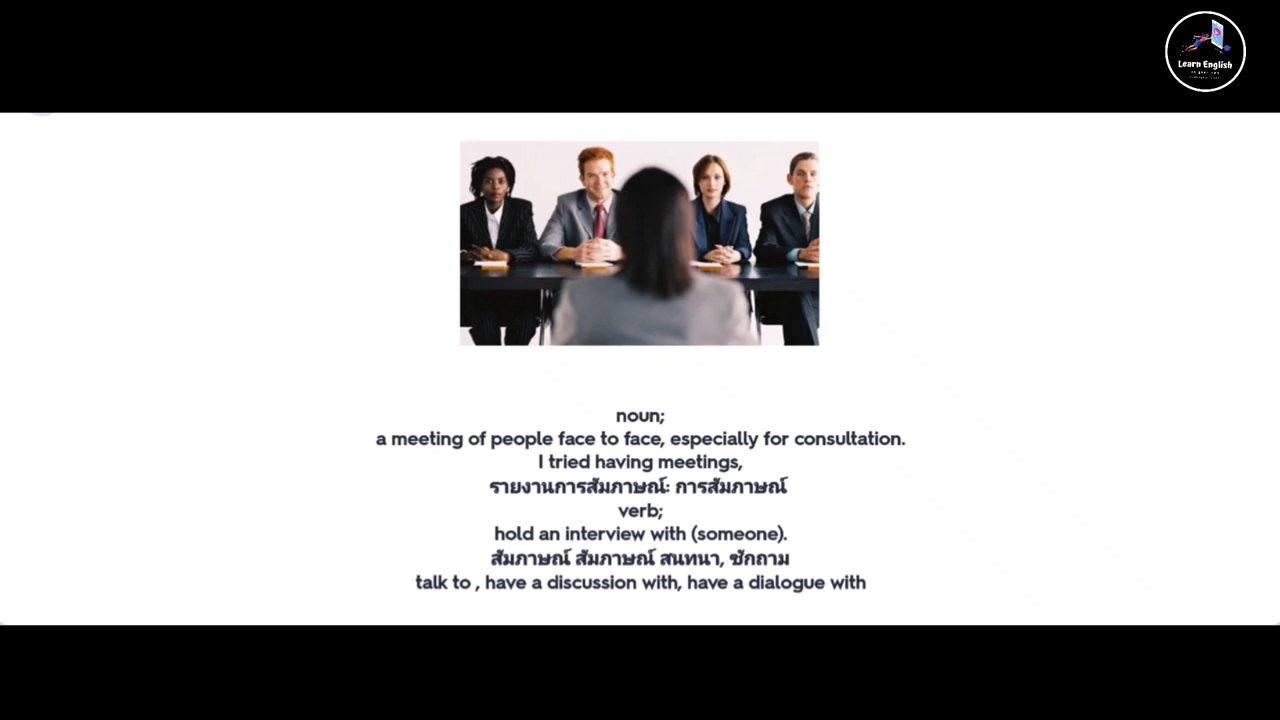 Learn English
noun;
a meeting of people face to face, especially for consultation.
I tried having meetings,
รายงานการสัมภาษณ์: การสัมภาษณ์
verb;
hold an interview with (someone).
สัมภาษณ์ สัมภาษณ์ สนทนา, ซักถาม
talk to , have a discussion with, have a dialogue with